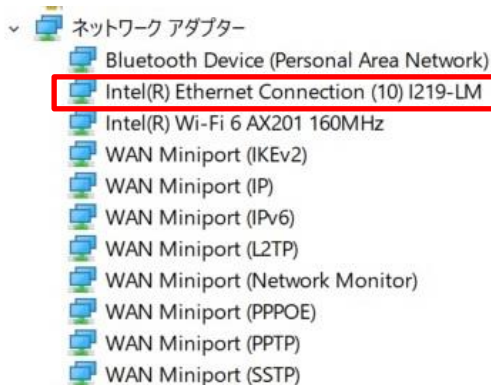 ネットワーク アダプター
Bluetooth Device (Personal Area Network)
Intel(R) Ethernet Connection (10) I219-LM
Intel(R) Wi-Fi 6 AX201 160MHz
WAN Miniport (IKEv2)
WAN Miniport (IP)
WAN Miniport (IPv6)
WAN Miniport (L2TP)
WAN Miniport (Network Monitor)
WAN Miniport (PPPOE)
WAN Miniport (PPTP)
WAN Miniport (SSTP)